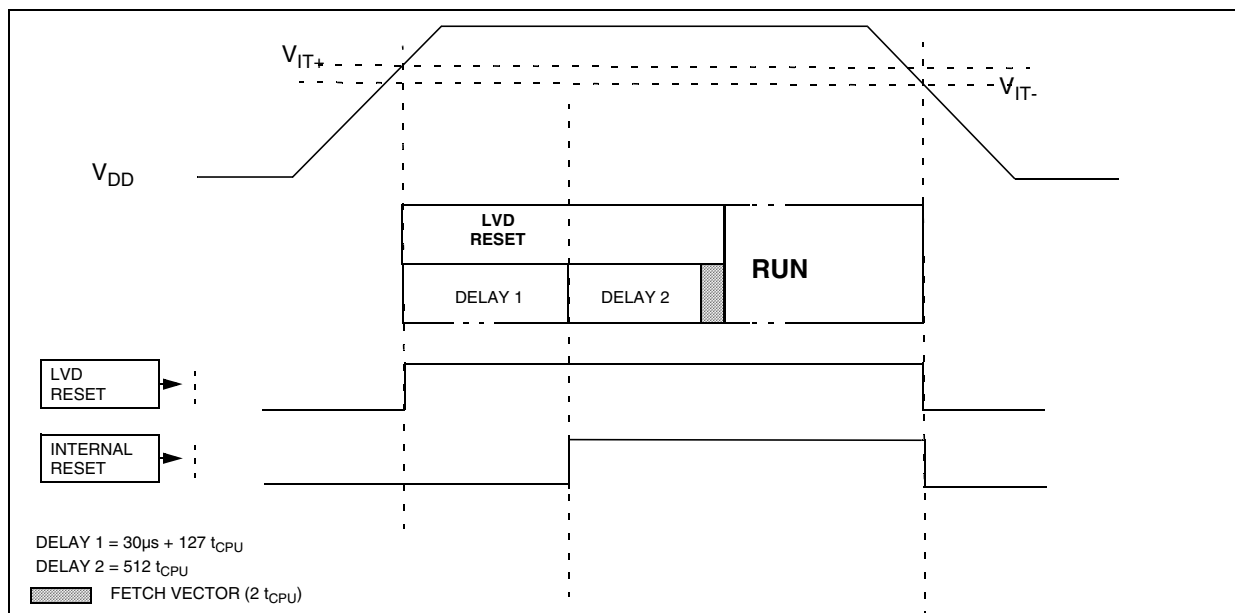 V_IT+
V_IT-
V_DD
LVD
RESET
RUN
DELAY 1
DELAY 2
LVD
RESET
INTERNAL
RESET
DELAY 1 = 30µs + 127 t_CPU
DELAY 2 = 512 t_CPU
FETCH VECTOR (2 t_CPU)